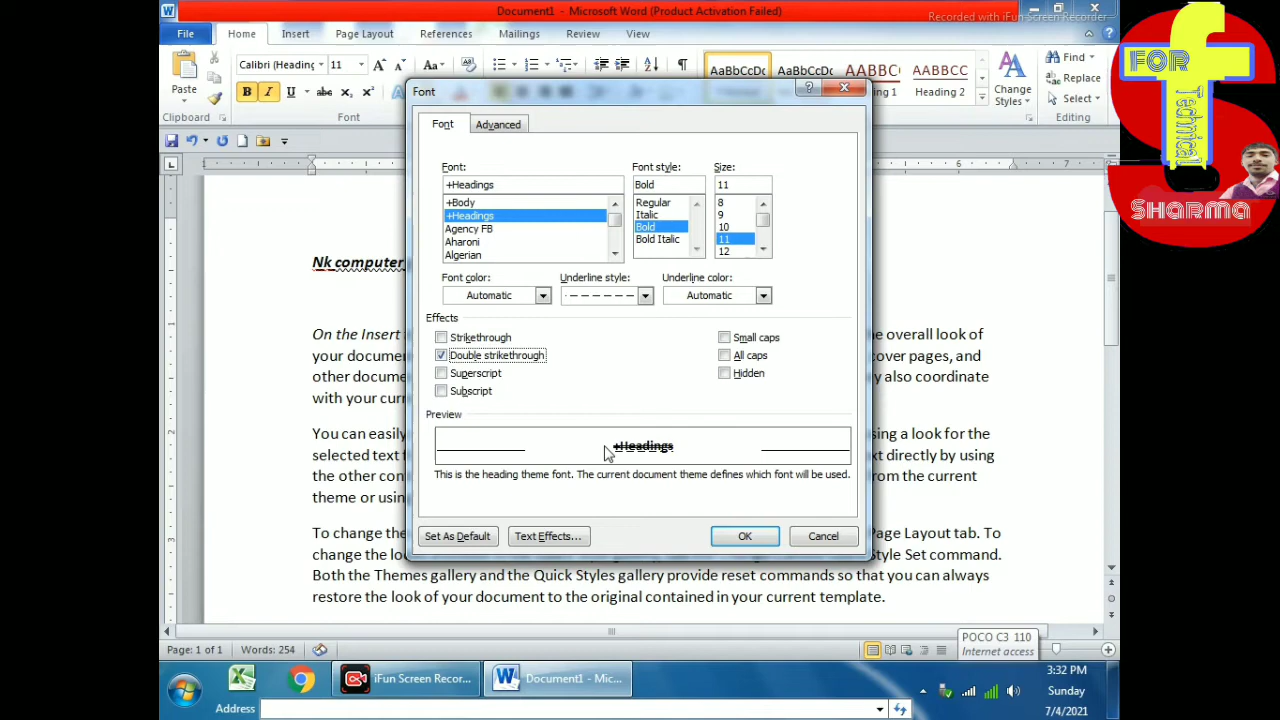 Document1 - Microsoft Word (Product Activation Failed)
Recorded with iFun Screen Recorder
File Home Insert Page Layout References Mailings Review View
Calibri (Heading 11 Aa
Paste
B I U abc x x
AaBbCcDc AaBbCcDc AABBCC AABBCC
Heading 1 Heading 2
Change
Styles
Find
Replace
Select
Clipboard Font Editing
FOR
Technical
Sharma
Font
Font Advanced
Font: Font style: Size:
+Headings Bold 11
+Body Regular 8
+Headings Italic 9
Agency FB Bold 10
Aharoni Bold Italic 11
Algerian 12
Font color: Underline style: Underline color:
Automatic Automatic
Effects
Strikethrough Small caps
Double strikethrough All caps
Superscript Hidden
Subscript
Preview
+Headings
This is the heading theme font. The current document theme defines which font will be used.
Set As Default Text Effects... OK Cancel
1 6
Nk computer
On the Insert he overall look of
your docume cover pages, and
other docume y also coordinate
with your curr
You can easily sing a look for the
selected text f xt directly by using
the other con from the current
theme or usin
To change the Page Layout tab. To
change the lo Style Set command.
Both the Themes gallery and the Quick Styles gallery provide reset commands so that you can always
restore the look of your document to the original contained in your current template.
Page: 1 of 1 Words: 254
POCO C3 110
Internet access
iFun Screen Recorder Document1 - Mic...
Address
3:32 PM
Sunday
7/4/2021